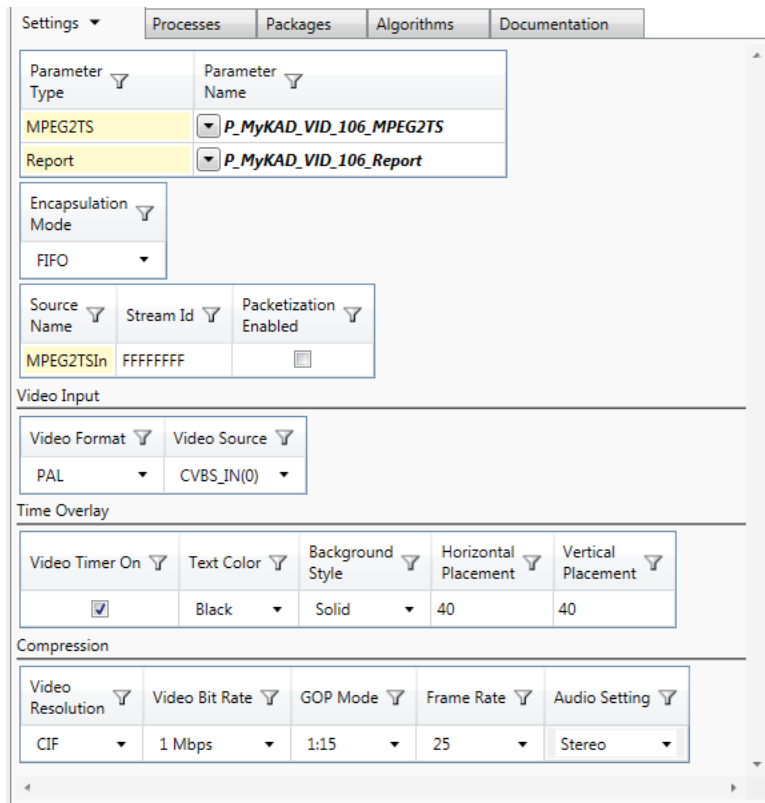 Settings Processes Packages Algorithms Documentation
Parameter Type Parameter Name
MPEG2TS P_MyKAD_VID_106_MPEG2TS
Report P_MyKAD_VID_106_Report
Encapsulation Mode
FIFO
Source Name Stream Id Packetization Enabled
MPEG2TSIn FFFFFFFF
Video Input
Video Format Video Source
PAL CVBS_IN(0)
Time Overlay
Video Timer On Text Color Background Style Horizontal Placement Vertical Placement
Black Solid 40 40
Compression
Video Resolution Video Bit Rate GOP Mode Frame Rate Audio Setting
CIF 1 Mbps 1:15 25 Stereo